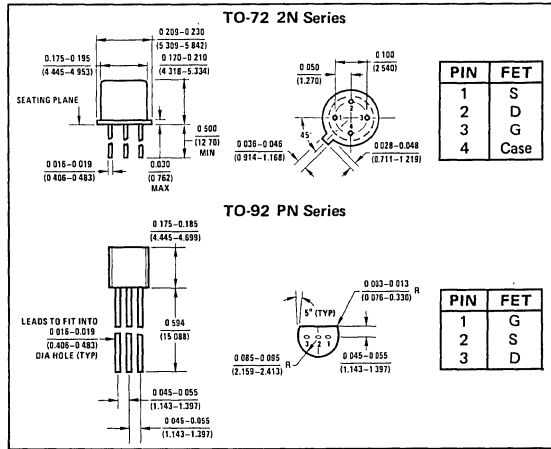 TO-72 2N Series
0 209-0 230
(5 309-5 842)
0.175-0 195
(4 445-4 953)
0 170-0 210
(4 318-5.334)
SEATING PLANE
0 500
(12 70)
MIN
0 016-0 019
(0 406-0 483)
0.030
(0 762)
MAX
0 050
(1.270)
0.100
(2 540)
2
1
3
4
45°
0 036-0 046
(0 914-1.168)
0 028-0 048
(0.711-1 219)
PIN FET
1 S
2 D
3 G
4 Case
TO-92 PN Series
0 175-0.185
(4.445-4.699)
LEADS TO FIT INTO
0 016-0 019
(0.406-0 483)
DIA HOLE (TYP)
0.594
(15 088)
0 045-0 055
(1.143-1.397)
0 045-0.055
(1.143-1.397)
5° (TYP)
0 003-0 013 R
(0 076-0.330)
3 2 1
0 085-0 095 R
(2.159-2.413)
0 045-0 055
(1.143-1 397)
PIN FET
1 G
2 S
3 D